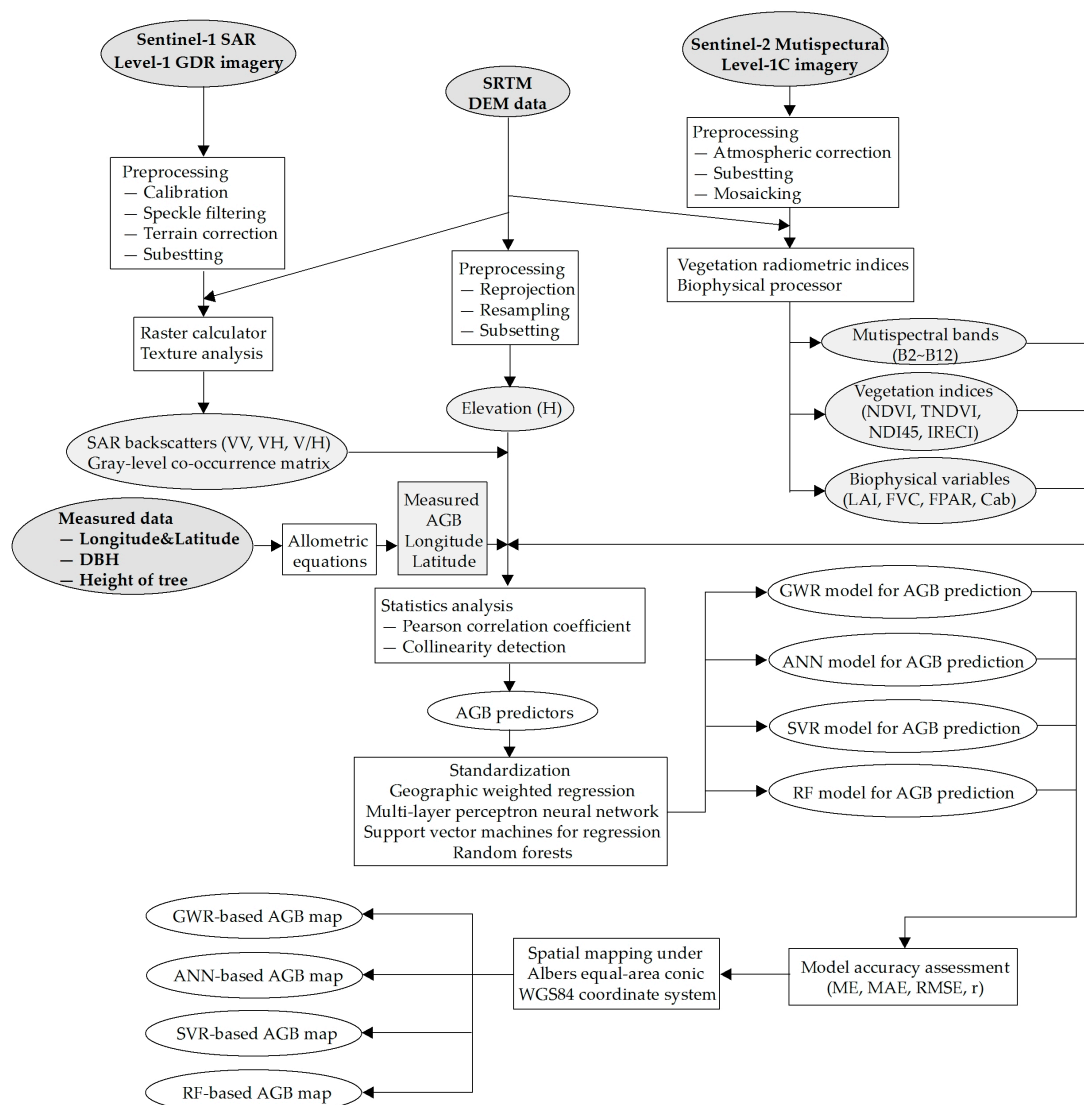 Sentinel-1 SAR
Level-1 GDR imagery
SRTM
DEM data
Sentinel-2 Mutispectural
Level-1C imagery
Preprocessing
— Calibration
— Speckle filtering
— Terrain correction
— Subestting
Preprocessing
— Atmospheric correction
— Subestting
— Mosaicking
Preprocessing
— Reprojection
— Resampling
— Subsetting
Vegetation radiometric indices
Biophysical processor
Raster calculator
Texture analysis
Mutispectral bands
(B2~B12)
Elevation (H)
Vegetation indices
(NDVI, TNDVI,
NDI45, IRECI)
SAR backscatters (VV, VH, V/H)
Gray-level co-occurrence matrix
Biophysical variables
(LAI, FVC, FPAR, Cab)
Measured data
— Longitude&Latitude
— DBH
— Height of tree
Allometric
equations
Measured
AGB
Longitude
Latitude
Statistics analysis
— Pearson correlation coefficient
— Collinearity detection
AGB predictors
Standardization
Geographic weighted regression
Multi-layer perceptron neural network
Support vector machines for regression
Random forests
GWR model for AGB prediction
ANN model for AGB prediction
SVR model for AGB prediction
RF model for AGB prediction
Model accuracy assessment
(ME, MAE, RMSE, r)
Spatial mapping under
Albers equal-area conic
WGS84 coordinate system
GWR-based AGB map
ANN-based AGB map
SVR-based AGB map
RF-based AGB map